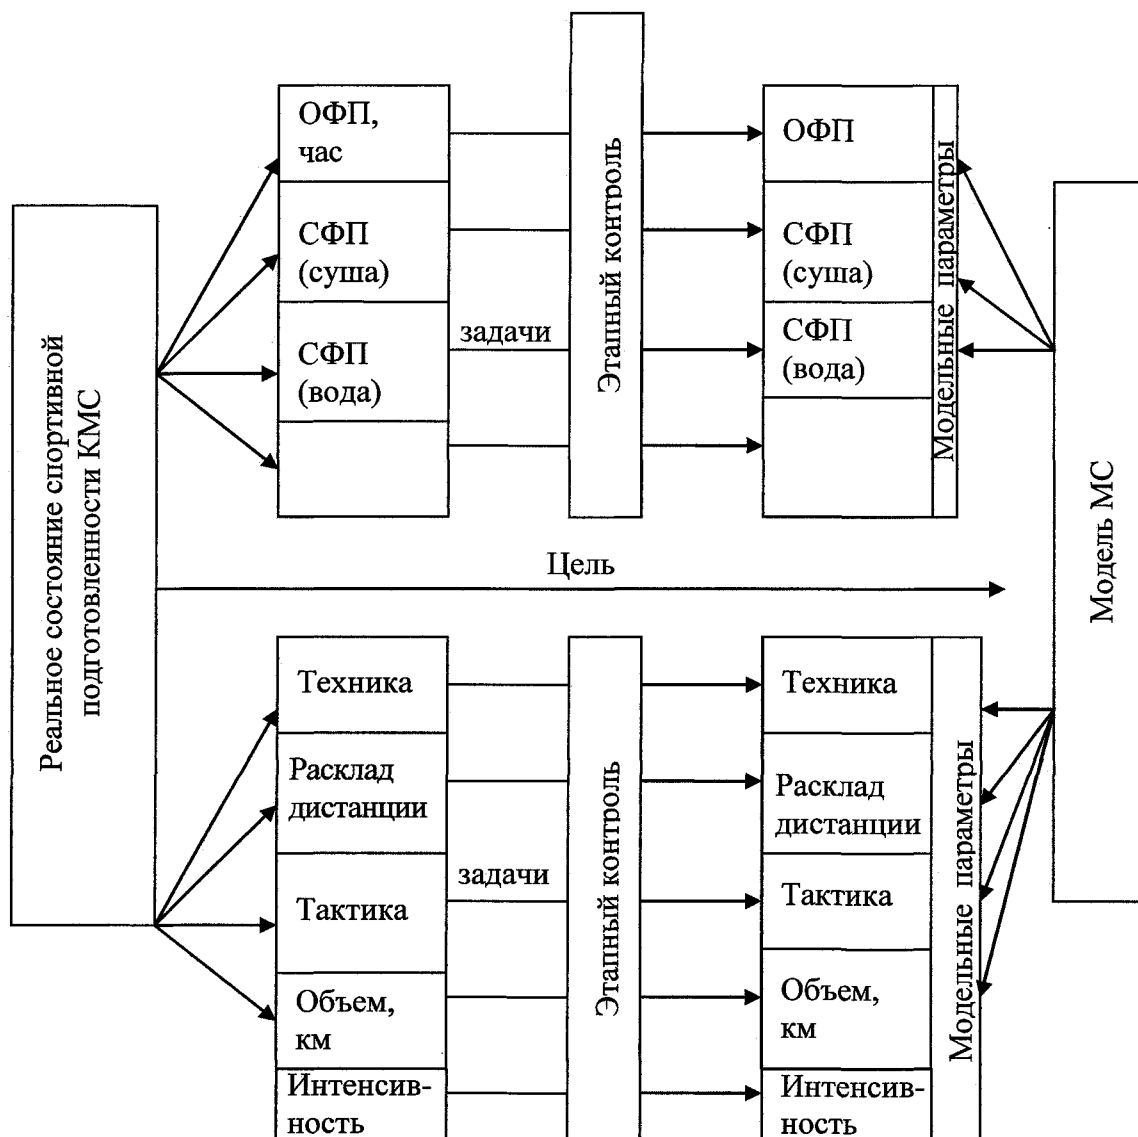 Реальное состояние спортивной
подготовленности КМС
ОФП,
час
СФП
(суша)
СФП
(вода)
задачи
Этапный контроль
ОФП
СФП
(суша)
СФП
(вода)
Модельные параметры
Модель МС
Цель
Техника
Расклад
дистанции
Тактика
Объем,
км
Интенсив-
ность
задачи
Этапный контроль
Техника
Расклад
дистанции
Тактика
Объем,
км
Интенсив-
ность
Модельные параметры